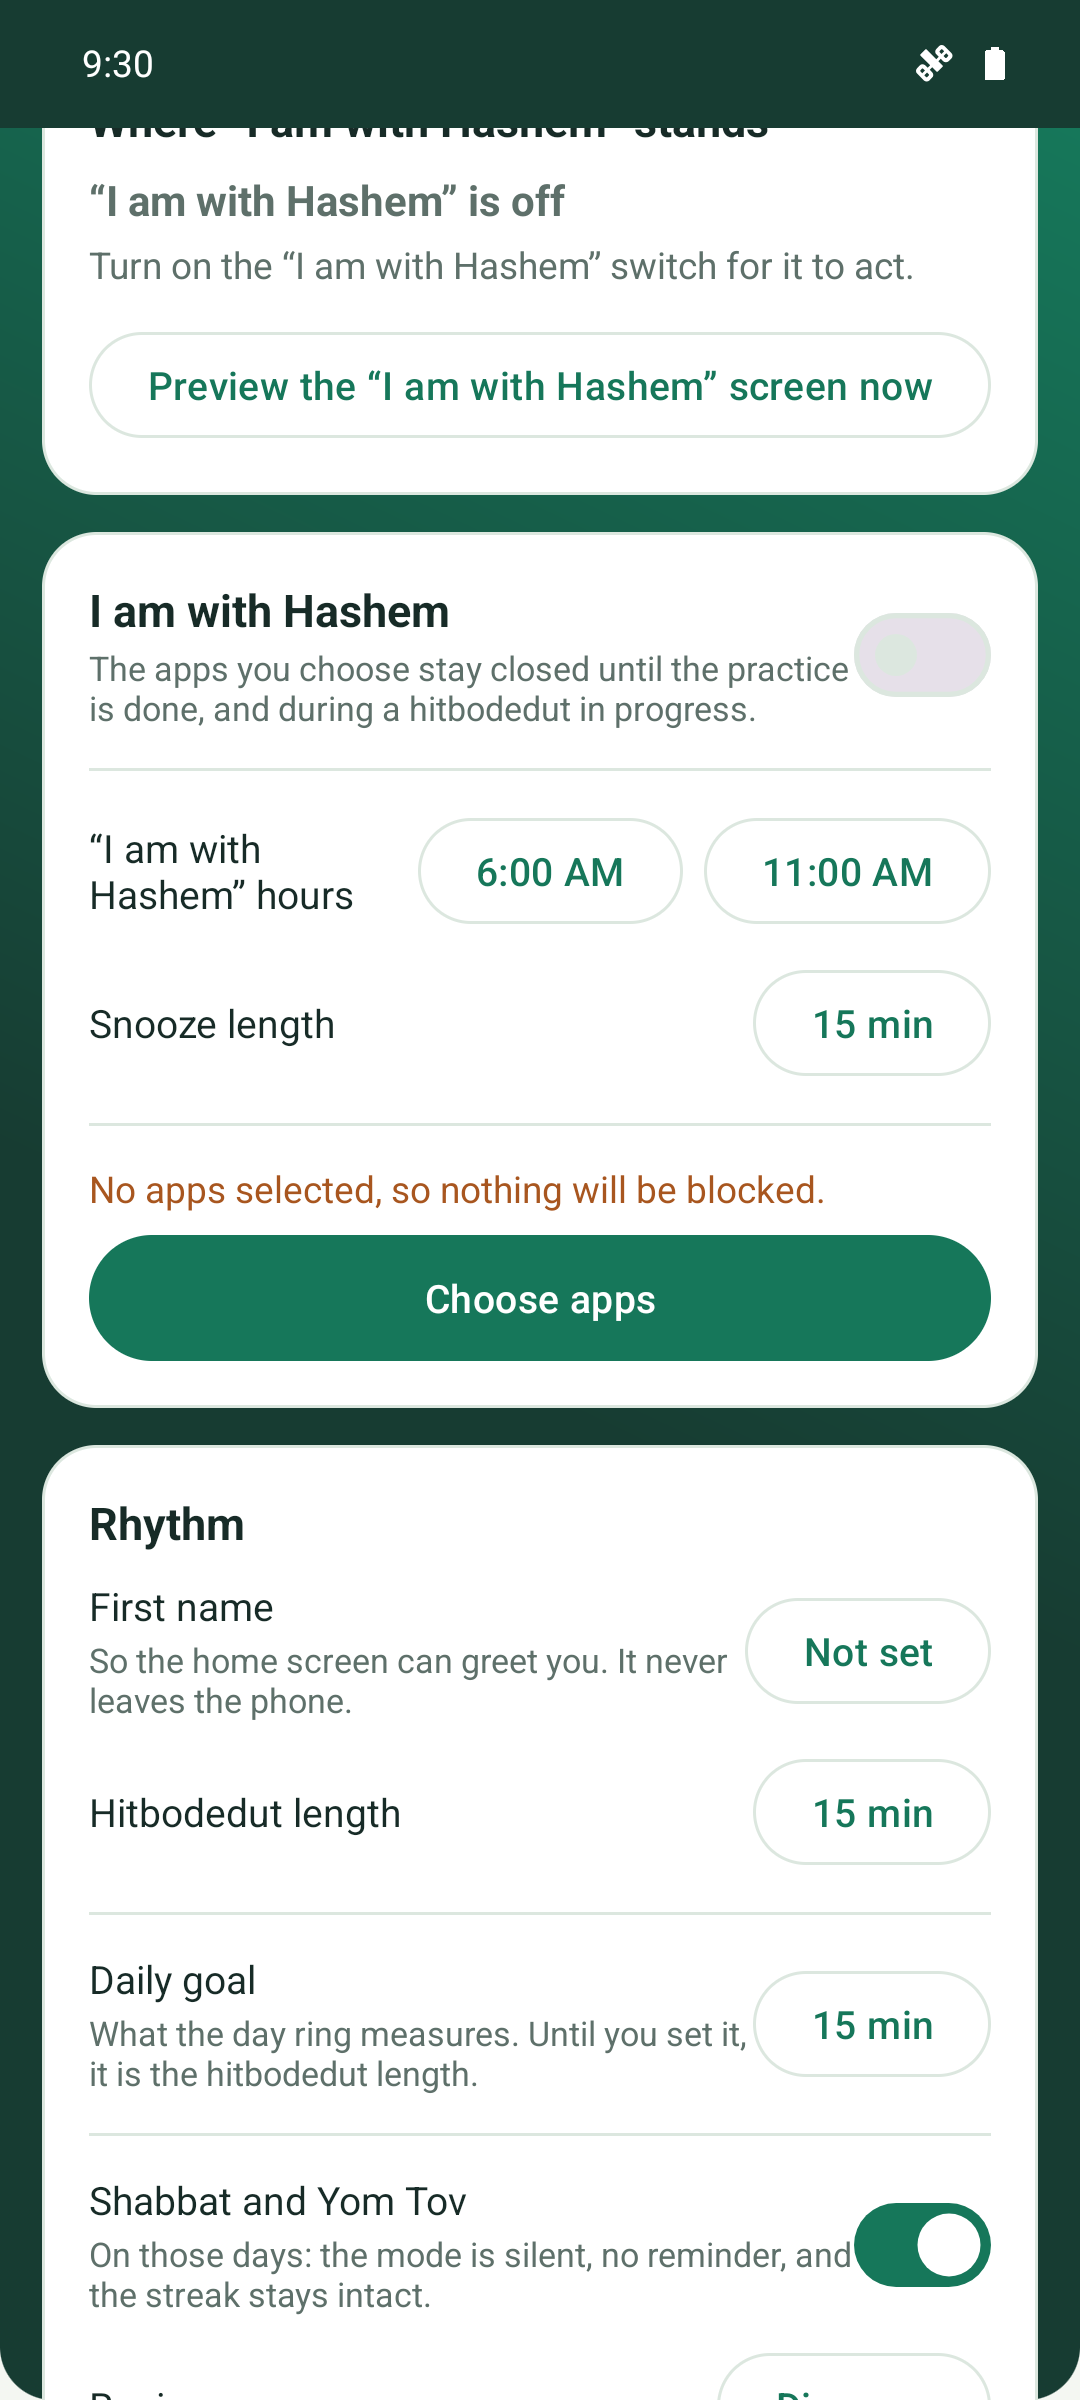 9:30
Where “I am with Hashem” stands
“I am with Hashem” is off
Turn on the “I am with Hashem” switch for it to act.
Preview the “I am with Hashem” screen now
I am with Hashem
The apps you choose stay closed until the practice
is done, and during a hitbodedut in progress.
“I am with
Hashem” hours
6:00 AM
11:00 AM
Snooze length
15 min
No apps selected, so nothing will be blocked.
Choose apps
Rhythm
First name
So the home screen can greet you. It never
leaves the phone.
Not set
Hitbodedut length
15 min
Daily goal
What the day ring measures. Until you set it,
it is the hitbodedut length.
15 min
Shabbat and Yom Tov
On those days: the mode is silent, no reminder, and
the streak stays intact.